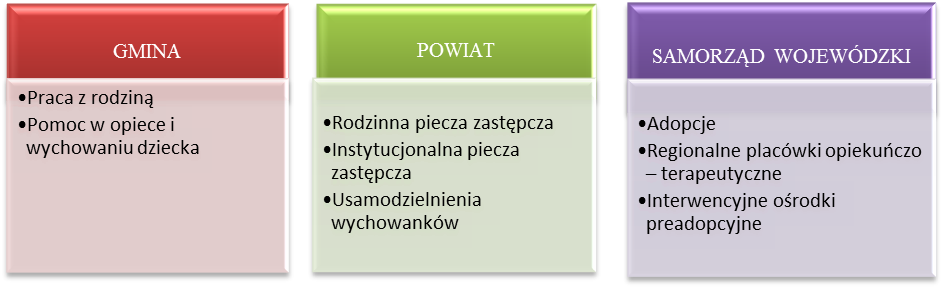 GMINA
•Praca z rodziną
•Pomoc w opiece i
wychowaniu dziecka
POWIAT
•Rodzinna piecza zastępcza
•Instytucjonalna piecza
zastępcza
•Usamodzielnienia
wychowanków
SAMORZĄD WOJEWÓDZKI
•Adopcje
•Regionalne placówki opiekuńczo
– terapeutyczne
•Interwencyjne ośrodki
preadopcyjne